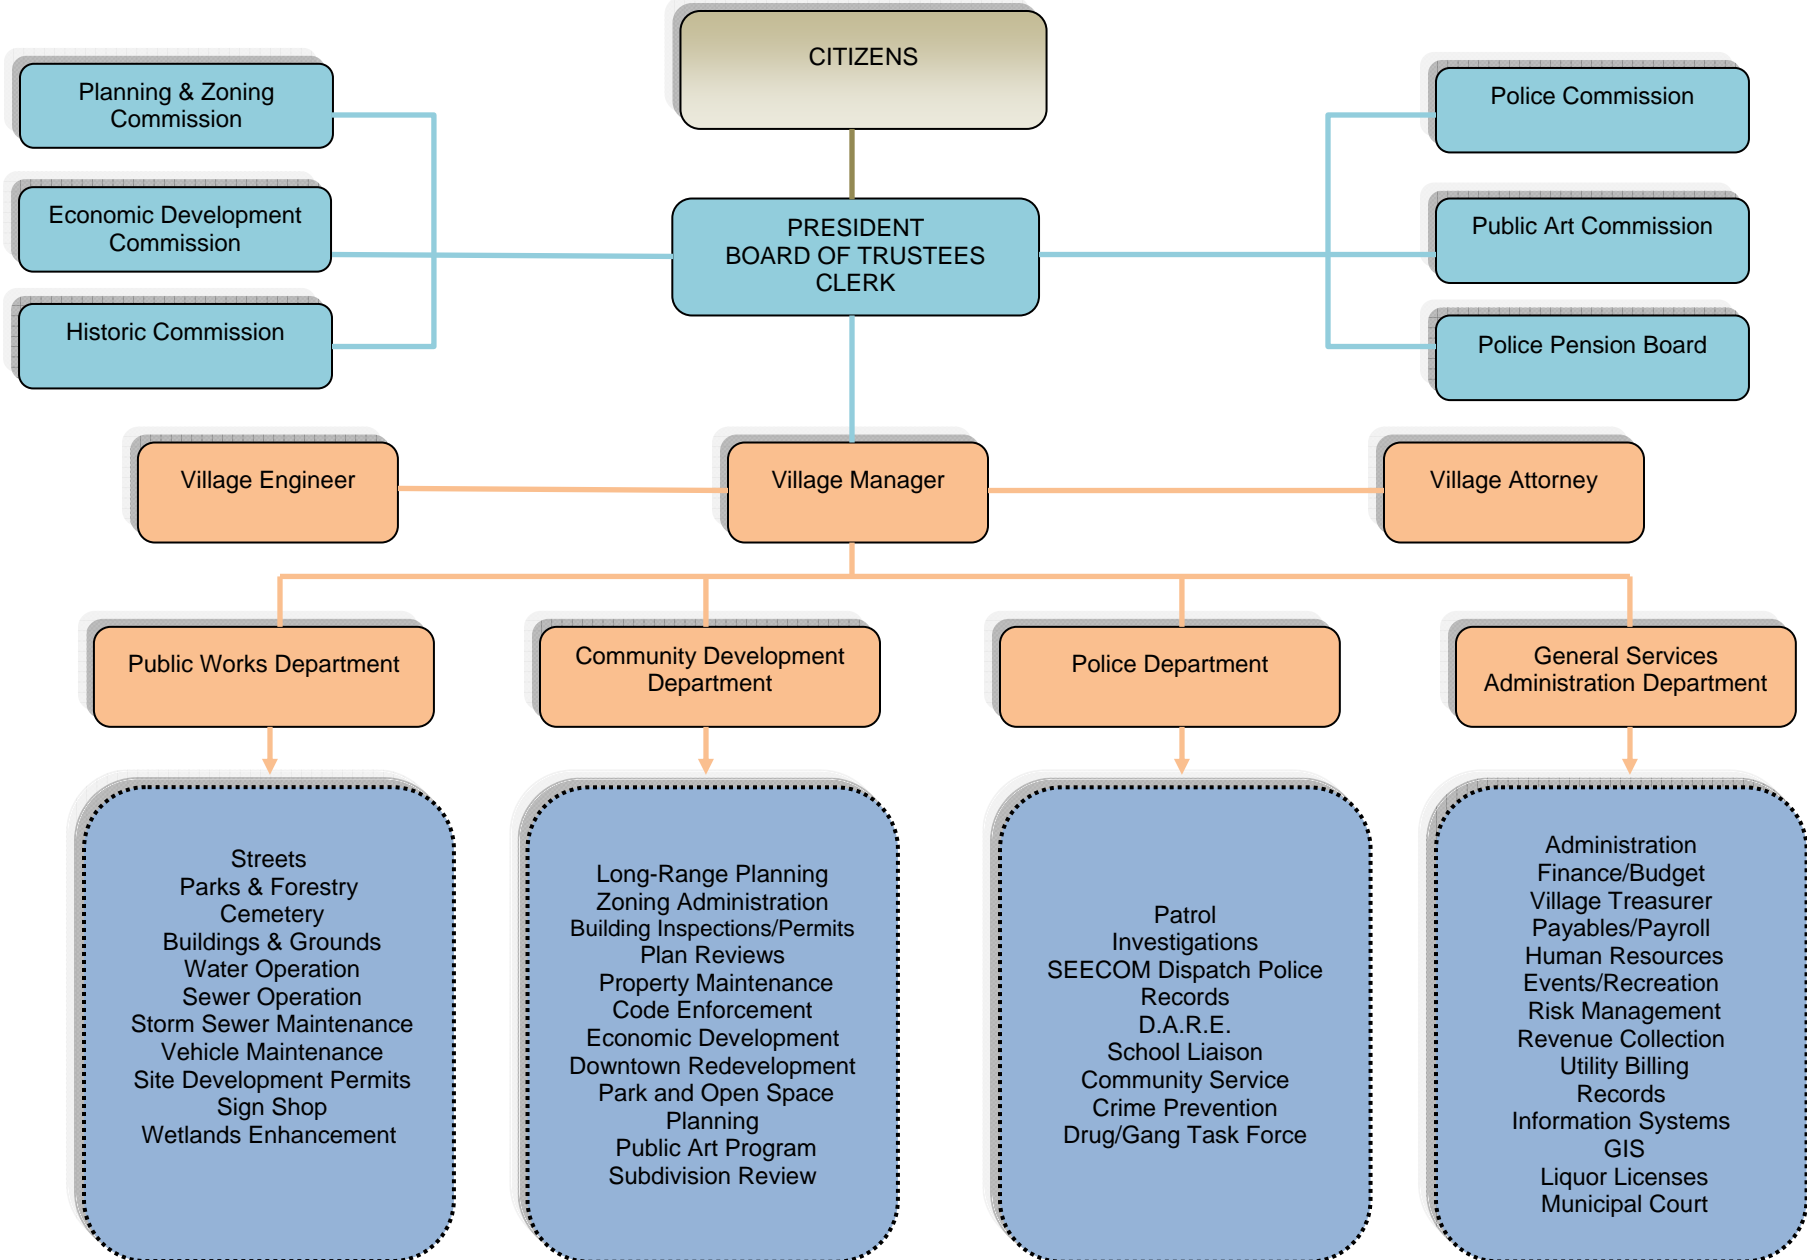 CITIZENS
Planning & Zoning
Commission
Police Commission
Economic Development
Commission
PRESIDENT
BOARD OF TRUSTEES
CLERK
Public Art Commission
Historic Commission
Police Pension Board
Village Engineer
Village Manager
Village Attorney
Public Works Department
Community Development
Department
Police Department
General Services
Administration Department
Streets
Parks & Forestry
Cemetery
Buildings & Grounds
Water Operation
Sewer Operation
Storm Sewer Maintenance
Vehicle Maintenance
Site Development Permits
Sign Shop
Wetlands Enhancement
Long-Range Planning
Zoning Administration
Building Inspections/Permits
Plan Reviews
Property Maintenance
Code Enforcement
Economic Development
Downtown Redevelopment
Park and Open Space
Planning
Public Art Program
Subdivision Review
Patrol
Investigations
SEECOM Dispatch Police
Records
D.A.R.E.
School Liaison
Community Service
Crime Prevention
Drug/Gang Task Force
Administration
Finance/Budget
Village Treasurer
Payables/Payroll
Human Resources
Events/Recreation
Risk Management
Revenue Collection
Utility Billing
Records
Information Systems
GIS
Liquor Licenses
Municipal Court